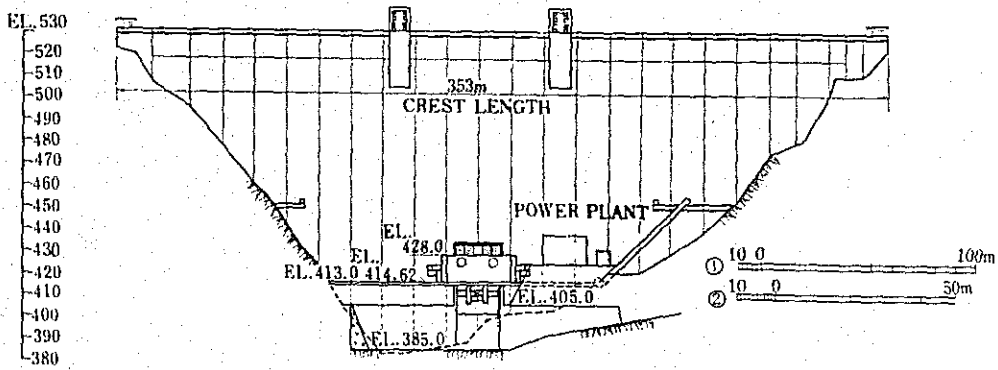 EL. 530
520
510
500
490
480
470
460
450
430
420
410
400
390
380
353m
CREST LENGTH
POWER PLANT
EL.
428.0
EL.
EL. 413.0 414.62
EL. 405.0
EL. 385.0
① 10 0 100m
② 10 0 50m